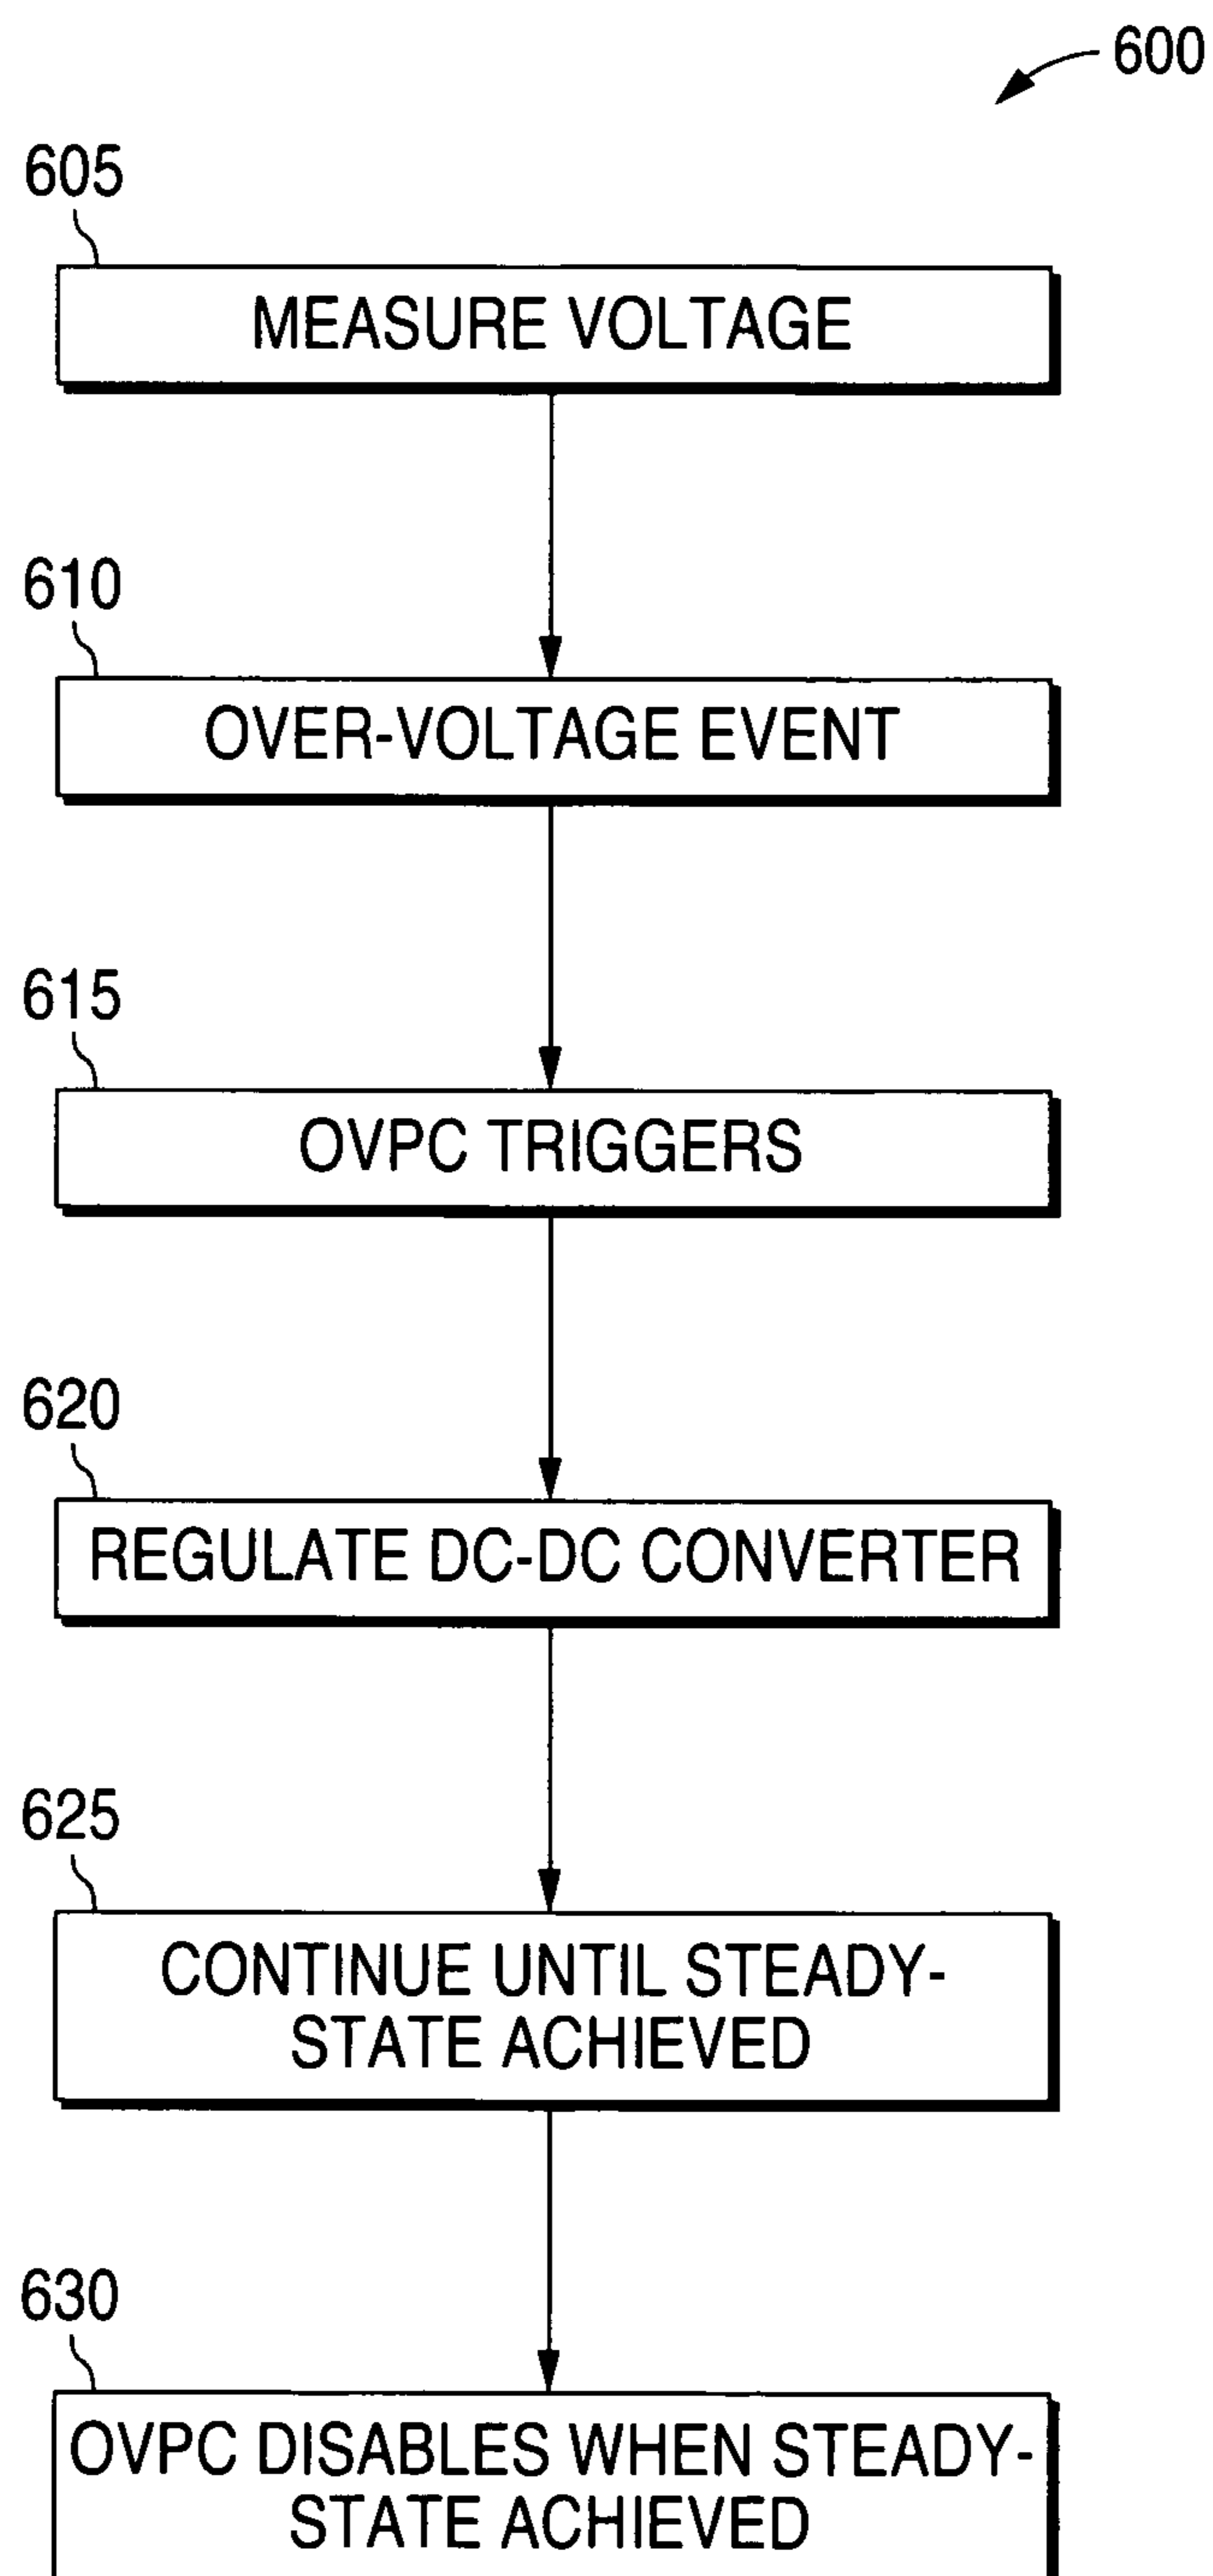 600
605
MEASURE VOLTAGE
610
OVER-VOLTAGE EVENT
615
OVPC TRIGGERS
620
REGULATE DC-DC CONVERTER
625
CONTINUE UNTIL STEADY-
STATE ACHIEVED
630
OVPC DISABLES WHEN STEADY-
STATE ACHIEVED